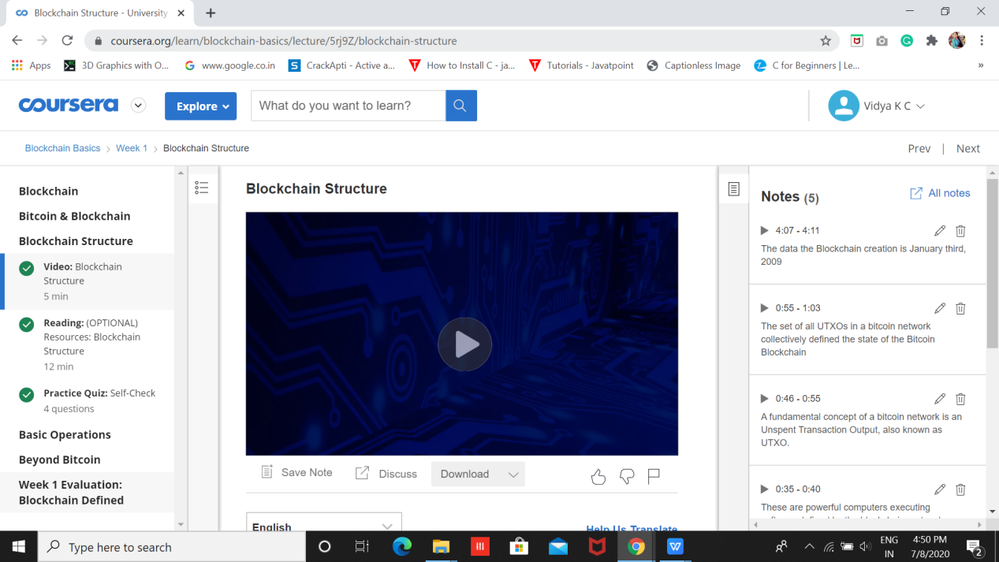 Blockchain Structure - University
coursera.org/learn/blockchain-basics/lecture/5rj9Z/blockchain-structure
Apps 3D Graphics with O... www.google.co.in CrackApti - Active a... How to Install C - ja... Tutorials - Javatpoint Captionless Image C for Beginners | Le... »
coursera Explore What do you want to learn? Vidya K C
Blockchain Basics > Week 1 > Blockchain Structure Prev | Next
Blockchain
Bitcoin & Blockchain
Blockchain Structure
Video: Blockchain
Structure
5 min
Reading: (OPTIONAL)
Resources: Blockchain
Structure
12 min
Practice Quiz: Self-Check
4 questions
Basic Operations
Beyond Bitcoin
Week 1 Evaluation:
Blockchain Defined
Blockchain Structure
Save Note Discuss Download
English Help Us Translate
Notes (5) All notes
4:07 - 4:11
The data the Blockchain creation is January third,
2009
0:55 - 1:03
The set of all UTXOs in a bitcoin network
collectively defined the state of the Bitcoin
Blockchain
0:46 - 0:55
A fundamental concept of a bitcoin network is an
Unspent Transaction Output, also known as
UTXO.
0:35 - 0:40
These are powerful computers executing
Type here to search
ENG
IN
4:50 PM
7/8/2020
2